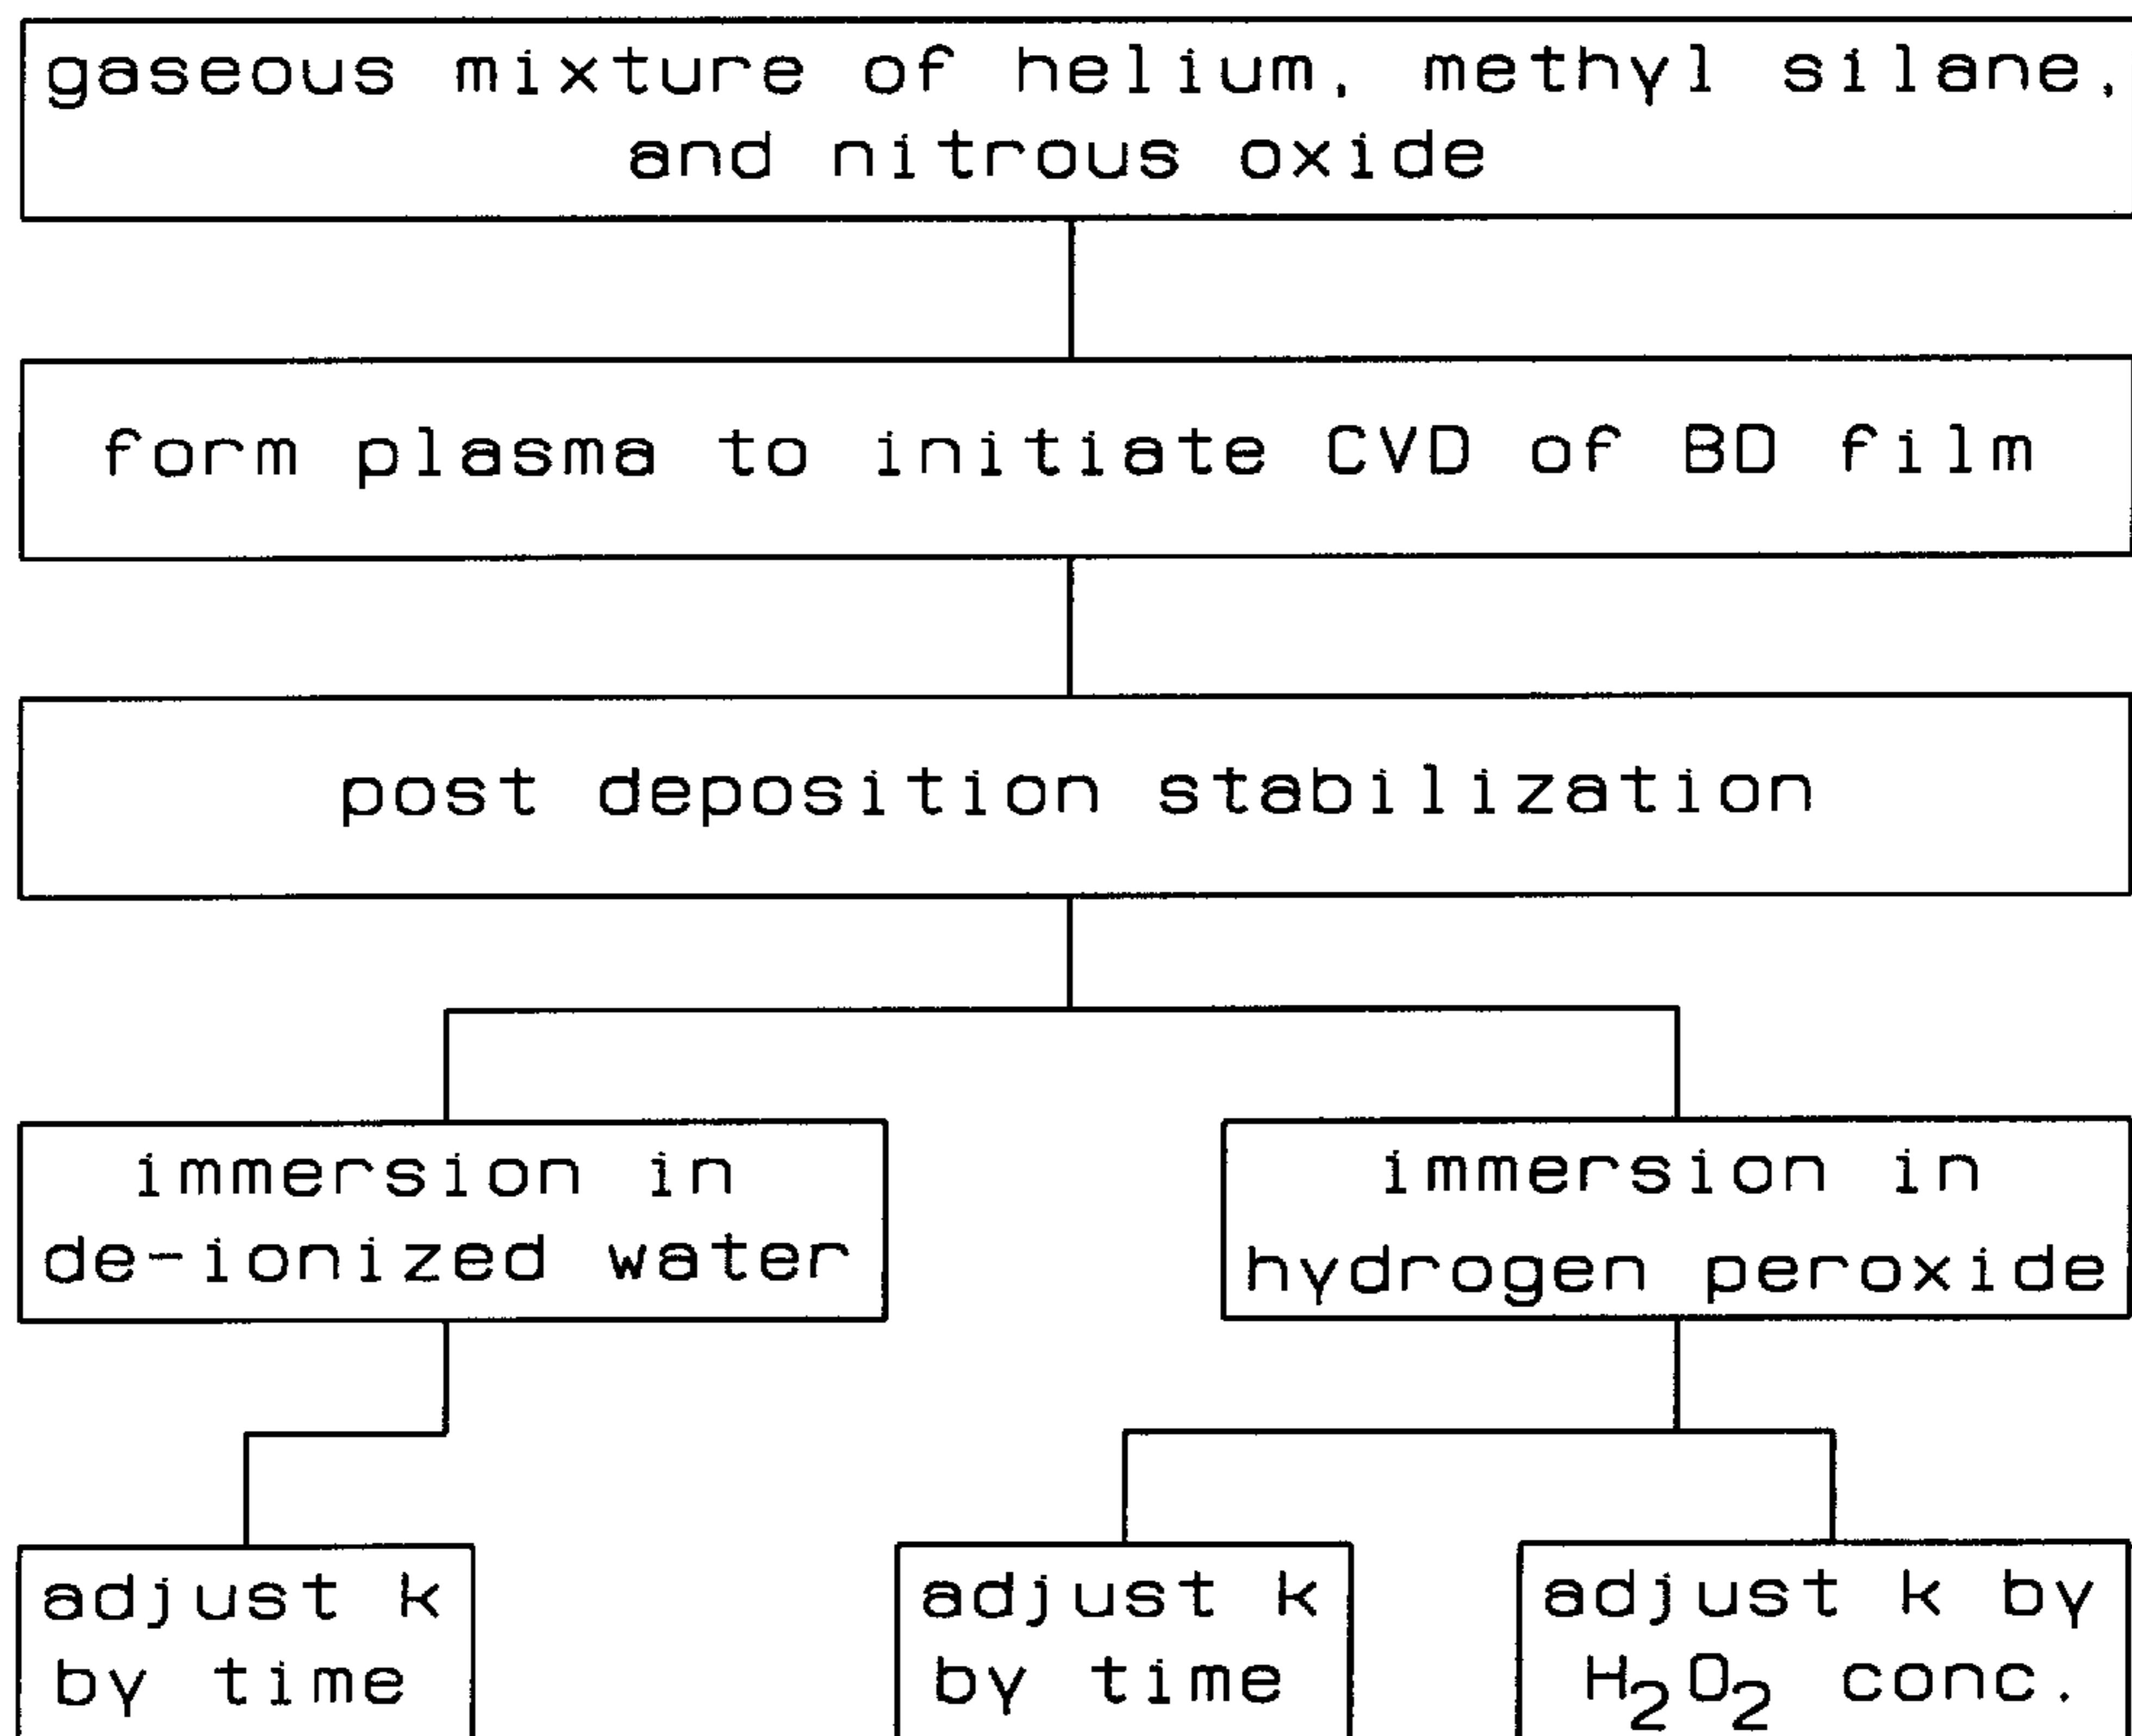 gaseous mixture of helium, methyl silane,
and nitrous oxide
form plasma to initiate CVD of BD film
post deposition stabilization
immersion in
de-ionized water
immersion in
hydrogen peroxide
adjust k
by time
adjust k
by time
adjust k by
H₂O₂ conc.